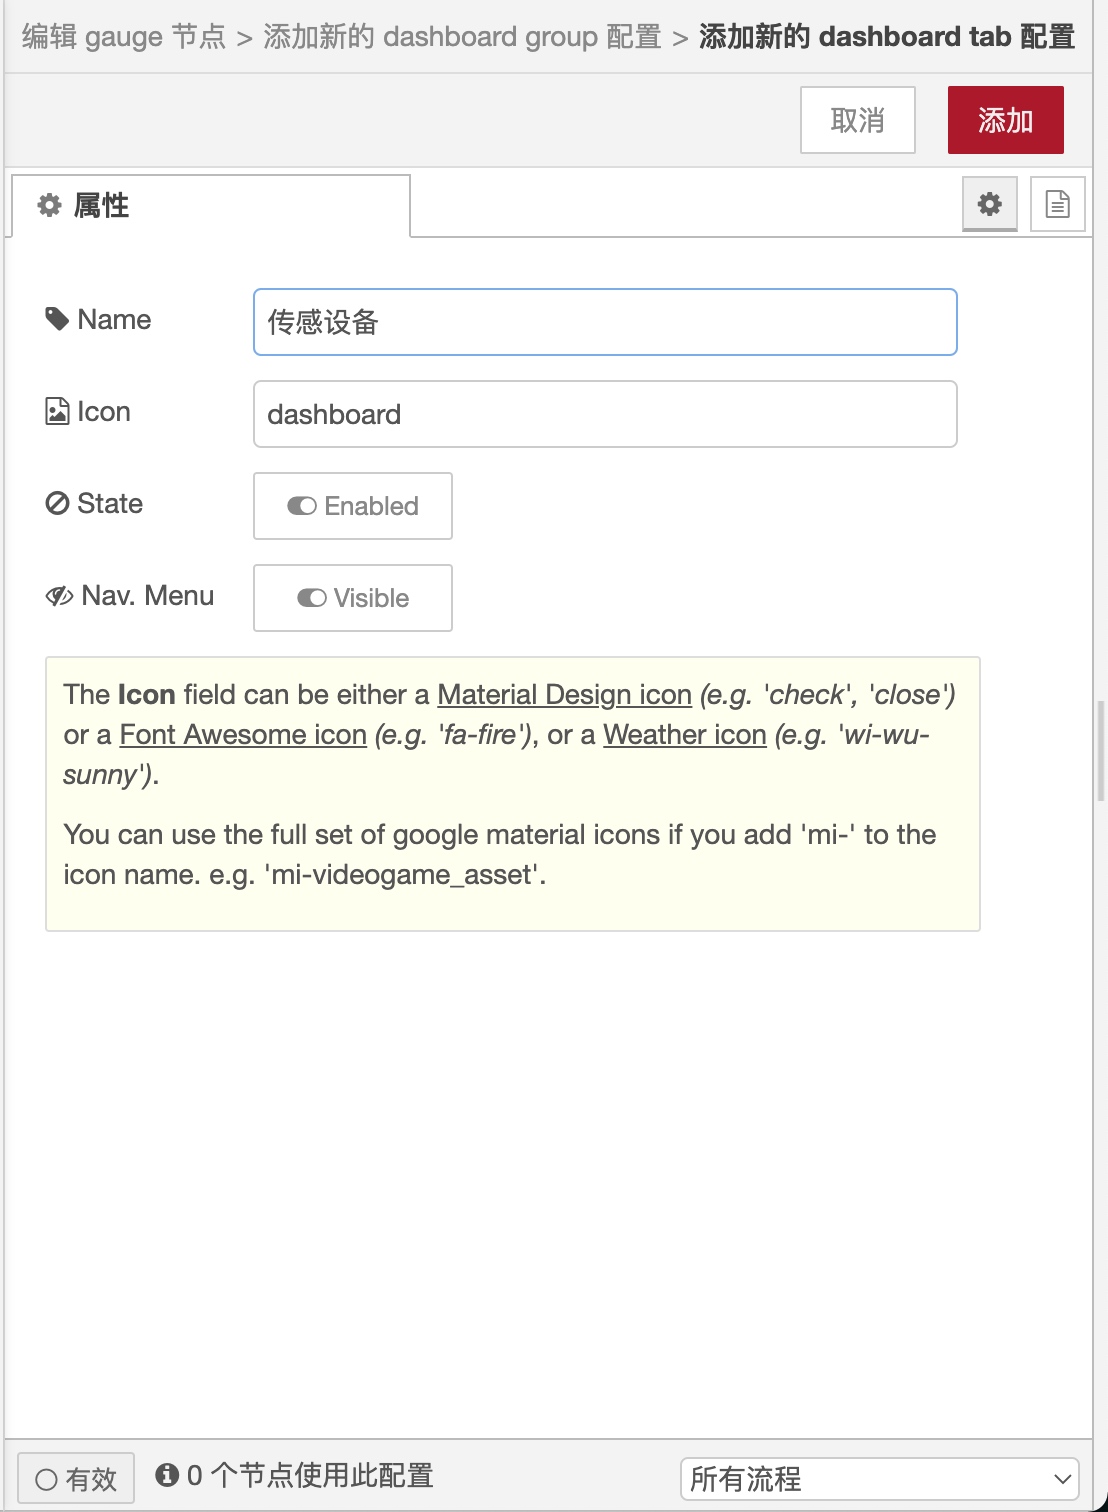 编辑 gauge 节点 > 添加新的 dashboard group 配置 > 添加新的 dashboard tab 配置
取消 添加
属性
Name 传感设备
Icon dashboard
State Enabled
Nav. Menu Visible
The Icon field can be either a Material Design icon (e.g. 'check', 'close')
or a Font Awesome icon (e.g. 'fa-fire'), or a Weather icon (e.g. 'wi-wu-
sunny').
You can use the full set of google material icons if you add 'mi-' to the
icon name. e.g. 'mi-videogame_asset'.
有效 0 个节点使用此配置 所有流程